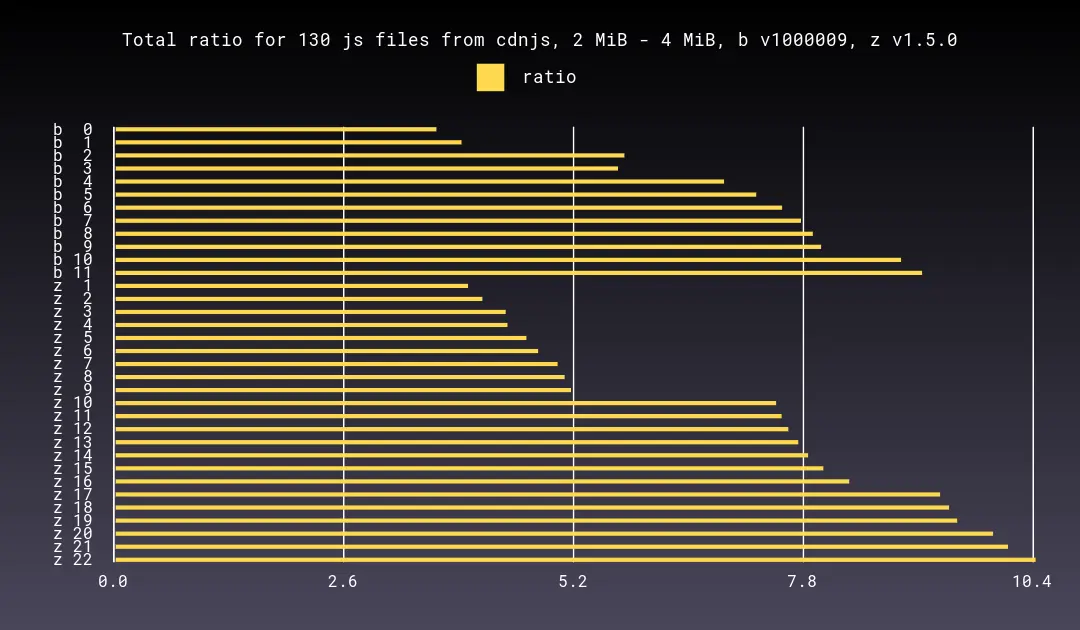 Total ratio for 130 js files from cdnjs, 2 MiB - 4 MiB, b v1000009, z v1.5.0
ratio
b 0
b 1
b 2
b 3
b 4
b 5
b 6
b 7
b 8
b 9
b 10
b 11
z 1
z 2
z 3
z 4
z 5
z 6
z 7
z 8
z 9
z 10
z 11
z 12
z 13
z 14
z 15
z 16
z 17
z 18
z 19
z 20
z 21
z 22
0.0 2.6 5.2 7.8 10.4